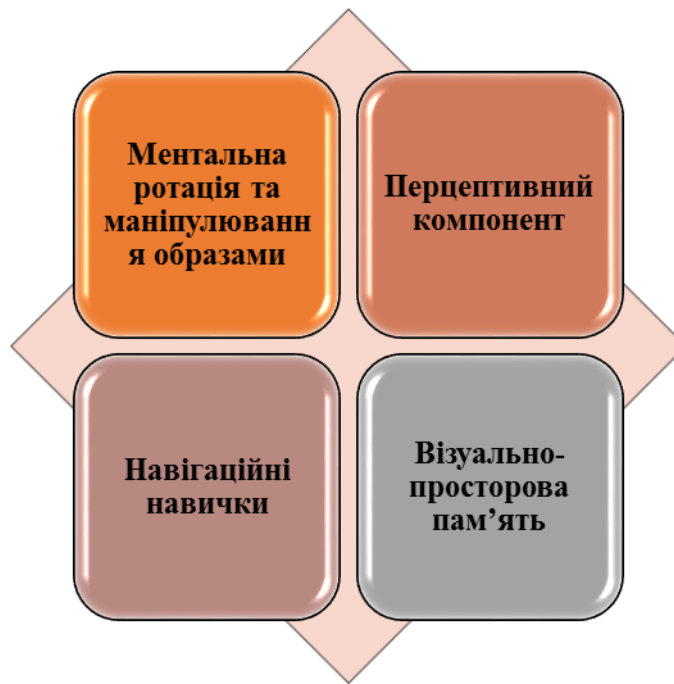 Ментальна
ротація та
маніпулюванн
я образами
Перцептивний
компонент
Навігаційні
навички
Візуально-
просторова
пам’ять